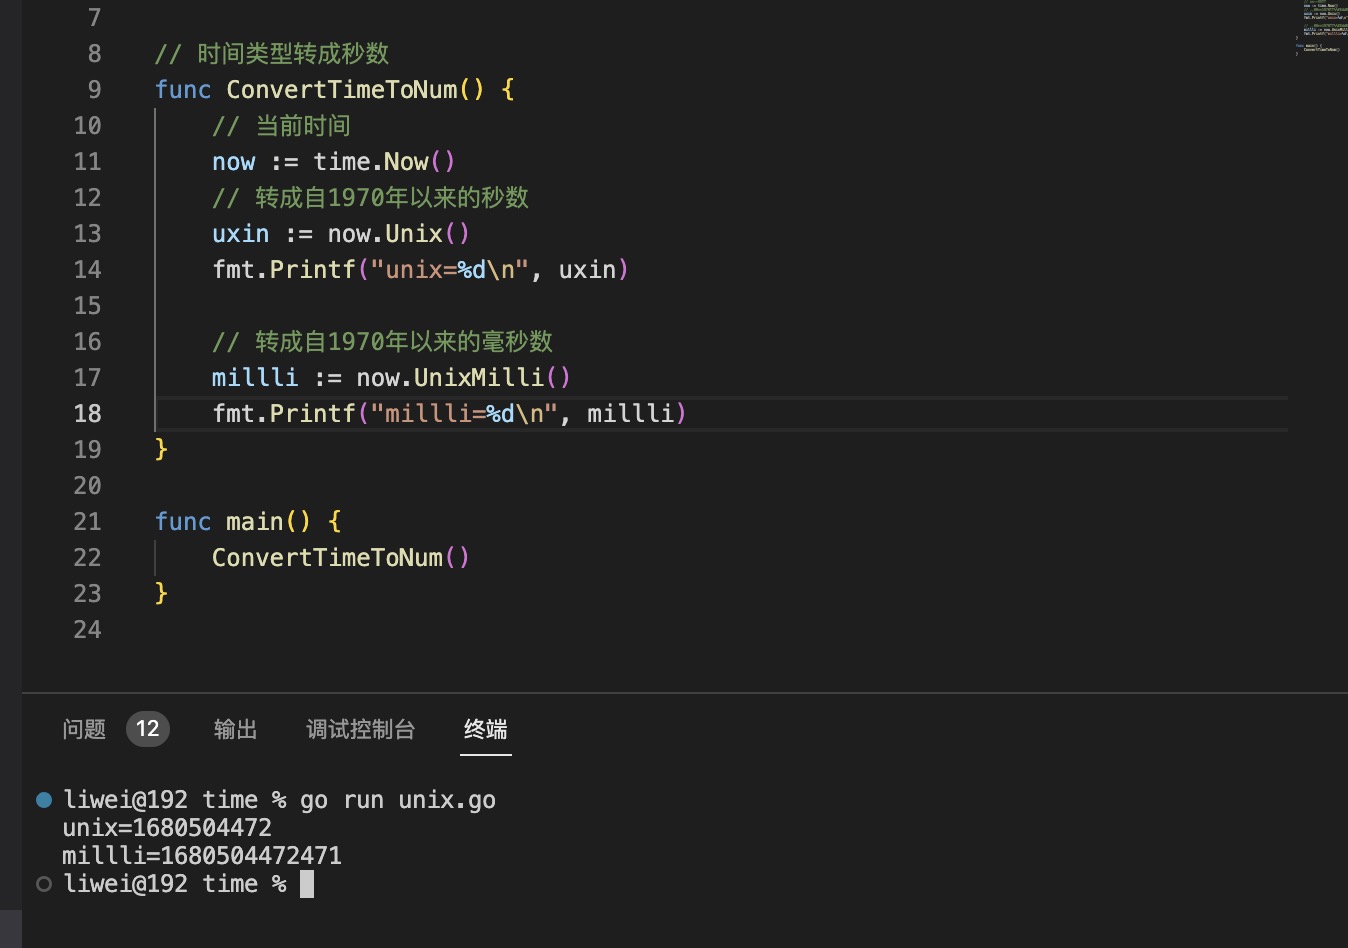 7
8 // 时间类型转成秒数
9 func ConvertTimeToNum() {
10 // 当前时间
11 now := time.Now()
12 // 转成自1970年以来的秒数
13 uxin := now.Unix()
14 fmt.Printf("unix=%d\n", uxin)
15
16 // 转成自1970年以来的毫秒数
17 millli := now.UnixMilli()
18 fmt.Printf("millli=%d\n", millli)
19 }
20
21 func main() {
22 ConvertTimeToNum()
23 }
24
问题 12 输出 调试控制台 终端
liwei@192 time % go run unix.go
unix=1680504472
millli=1680504472471
liwei@192 time %